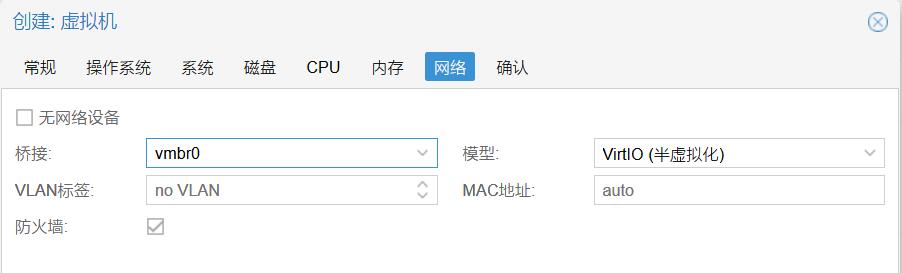 创建: 虚拟机
常规 操作系统 系统 磁盘 CPU 内存 网络 确认
无网络设备
桥接: vmbr0 模型: VirtIO (半虚拟化)
VLAN标签: no VLAN MAC地址: auto
防火墙: